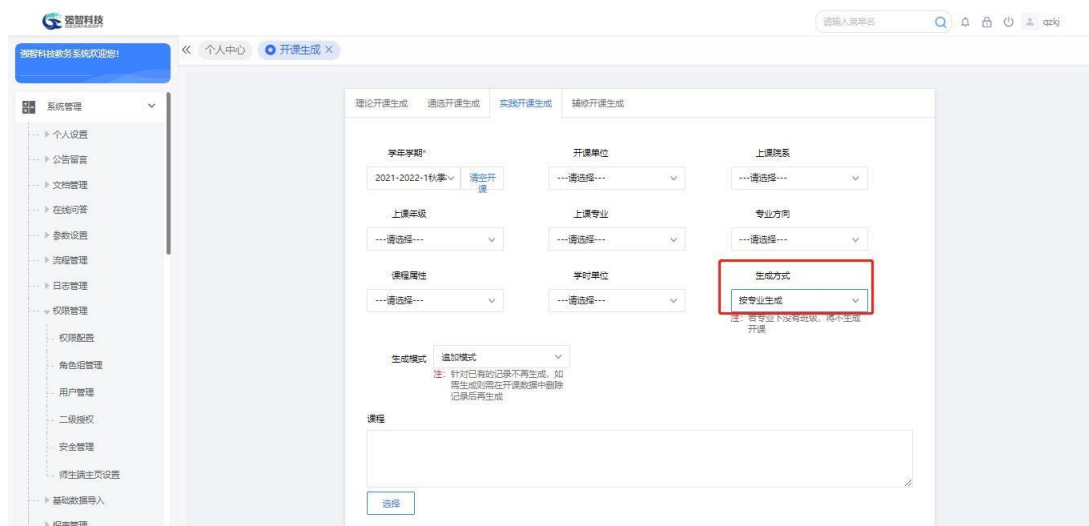 强智科技
QZDATASOFT
请输入菜单名
qzkj
强智科技教务系统欢迎您!
个人中心
开课生成 ×
系统管理
个人设置
公告留言
文档管理
在线问答
参数设置
流程管理
日志管理
权限管理
权限配置
角色组管理
用户管理
二级授权
安全管理
师生端主页设置
基础数据导入
报表管理
理论开课生成 通选开课生成 实践开课生成 辅修开课生成
学年学期* 开课单位 上课院系
2021-2022-1秋季 清空开课 ---请选择--- ---请选择---
上课年级 上课专业 专业方向
---请选择--- ---请选择--- ---请选择---
课程属性 学时单位 生成方式
---请选择--- ---请选择--- 按专业生成
注：若专业下没有班级，将不生成
开课
生成模式 追加模式
注：针对已有的记录不再生成，如
需生成则需在开课数据中删除
记录后再生成
课程
选择